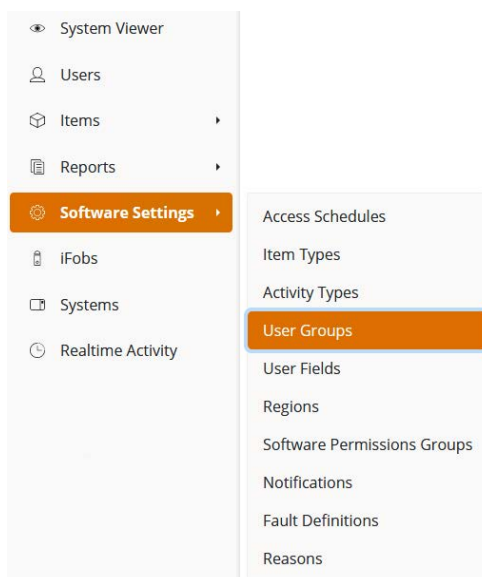 System Viewer
Users
Items
Reports
Software Settings
iFobs
Systems
Realtime Activity
Access Schedules
Item Types
Activity Types
User Groups
User Fields
Regions
Software Permissions Groups
Notifications
Fault Definitions
Reasons